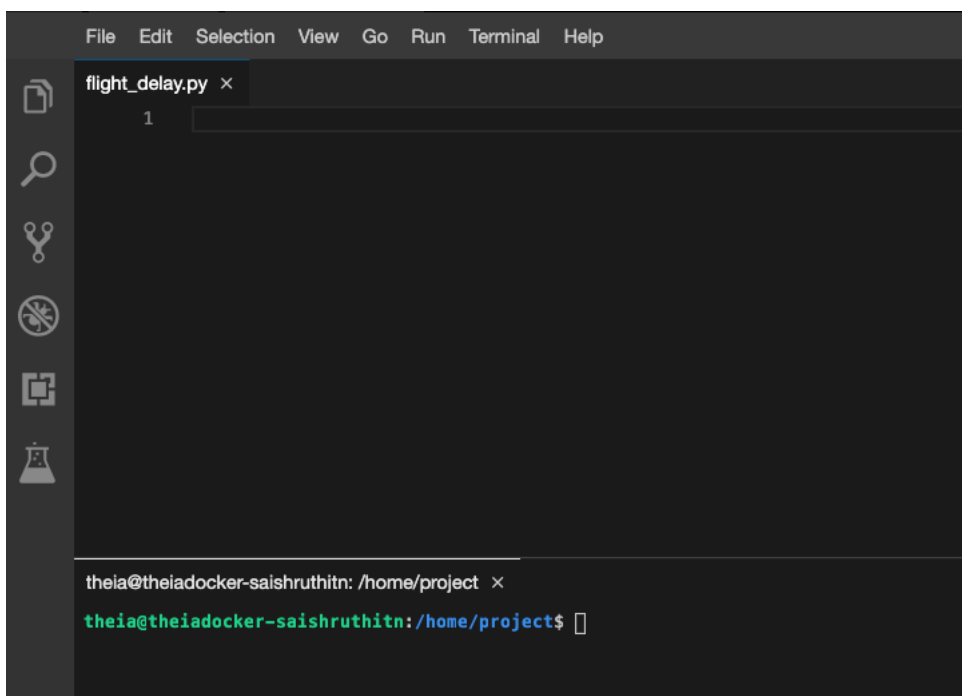 File Edit Selection View Go Run Terminal Help
flight_delay.py ×
1
theia@theiadocker-saishruthitn: /home/project ×
theia@theiadocker-saishruthitn:/home/project$